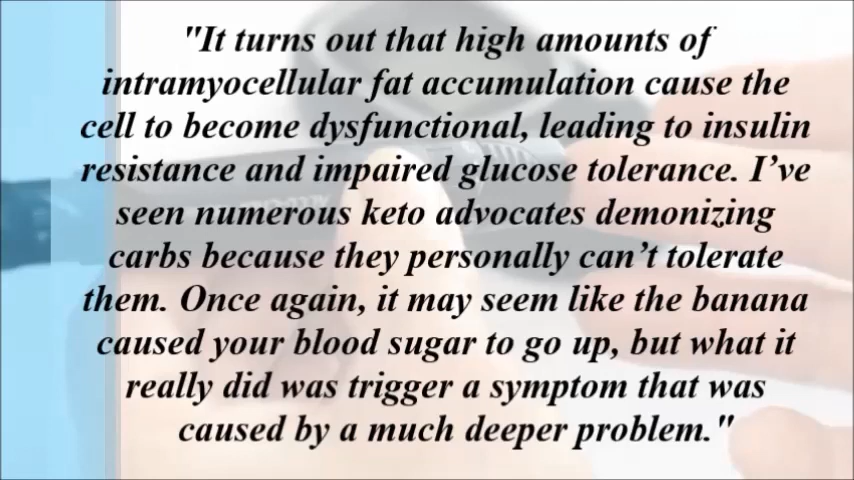 "It turns out that high amounts of
intramyocellular fat accumulation cause the
cell to become dysfunctional, leading to insulin
resistance and impaired glucose tolerance. I’ve
seen numerous keto advocates demonizing
carbs because they personally can’t tolerate
them. Once again, it may seem like the banana
caused your blood sugar to go up, but what it
really did was trigger a symptom that was
caused by a much deeper problem."